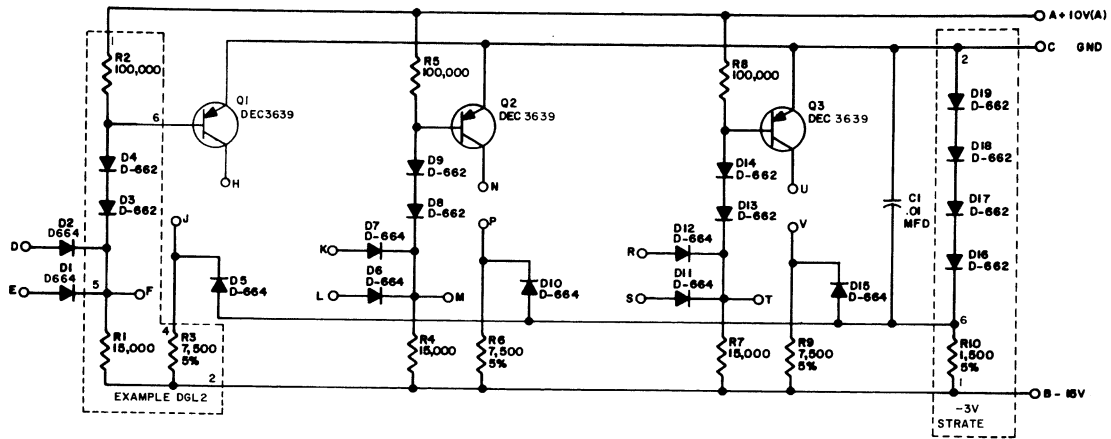 A + 10V(A)
C GND
1
R2
100,000
R5
100,000
R8
100,000
2
Q1
DEC3639
Q2
DEC 3639
Q3
DEC 3639
D19
D-662
6
D4
D-662
D9
D-662
D14
D-662
D18
D-662
H
N
U
C1
.01
MFD
D3
D-662
J
D8
D-662
P
D13
D-662
V
D17
D-662
D2
D664
D
D7
D-664
K
D12
D-664
R
D16
D-662
D1
D664
E
5
F
D5
D-664
D6
D-664
L
M
D10
D-664
D11
D-664
S
T
D15
D-664
6
4
R1
15,000
R3
7,500
5%
R4
15,000
R6
7,500
5%
R7
15,000
R9
7,500
5%
R10
1,500
5%
2
1
B - 15V
EXAMPLE DGL2
-3V
STRATE